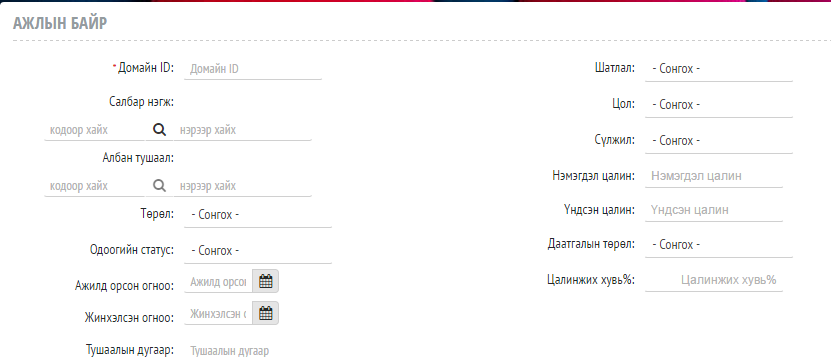 АЖЛЫН БАЙР
*Домайн ID: Домайн ID
Салбар нэгж:
кодоор хайх нэрээр хайх
Албан тушаал:
кодоор хайх нэрээр хайх
Төрөл: - Сонгох -
Одоогийн статус: - Сонгох -
Ажилд орсон огноо: Ажилд орсон
Жинхэлсэн огноо: Жинхэлсэн о
Тушаалын дугаар: Тушаалын дугаар
Шатлал: - Сонгох -
Цол: - Сонгох -
Сүлжил: - Сонгох -
Нэмэгдэл цалин: Нэмэгдэл цалин
Үндсэн цалин: Үндсэн цалин
Даатгалын төрөл: - Сонгох -
Цалинжих хувь%: Цалинжих хувь%